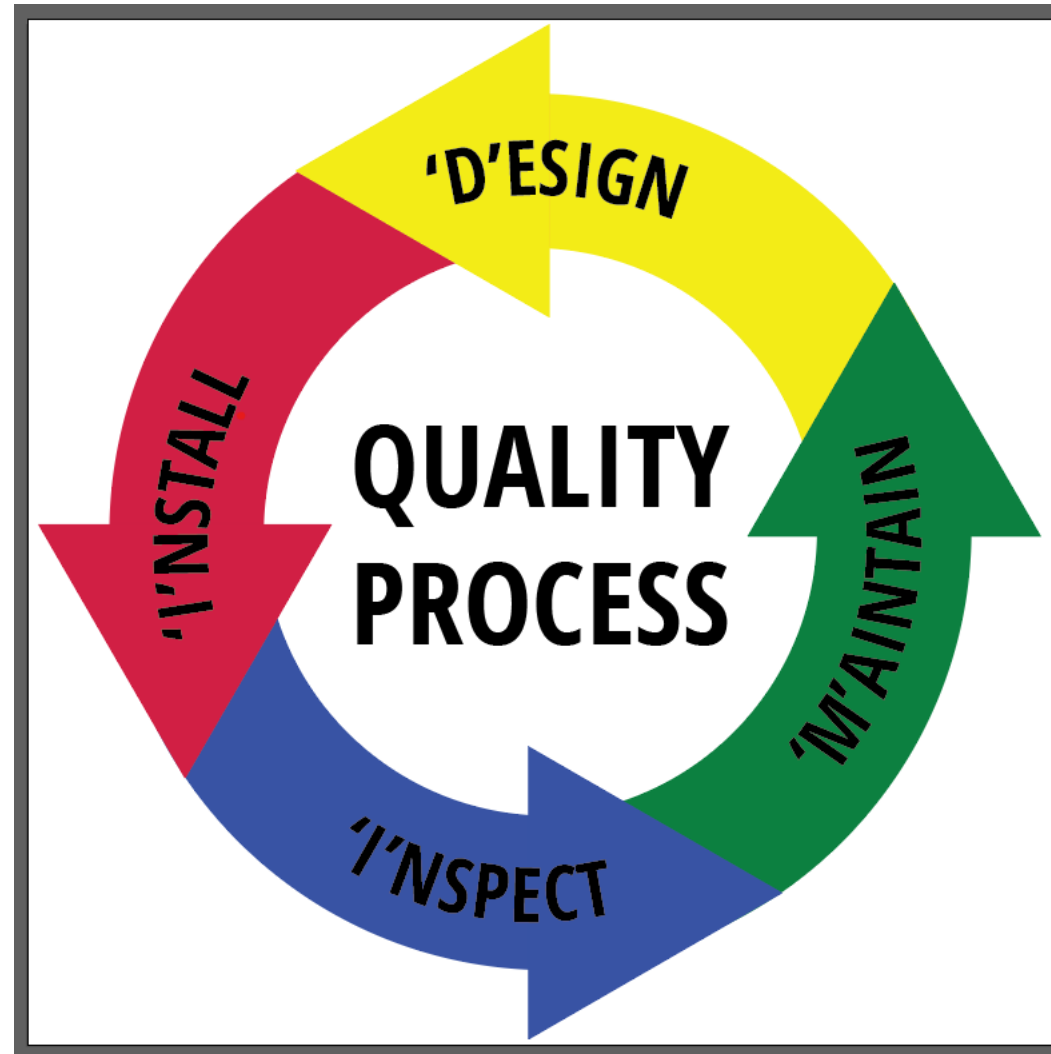 ‘D’ESIGN
‘I’NSTALL
QUALITY
PROCESS
‘M’AINTAIN
‘I’NSPECT